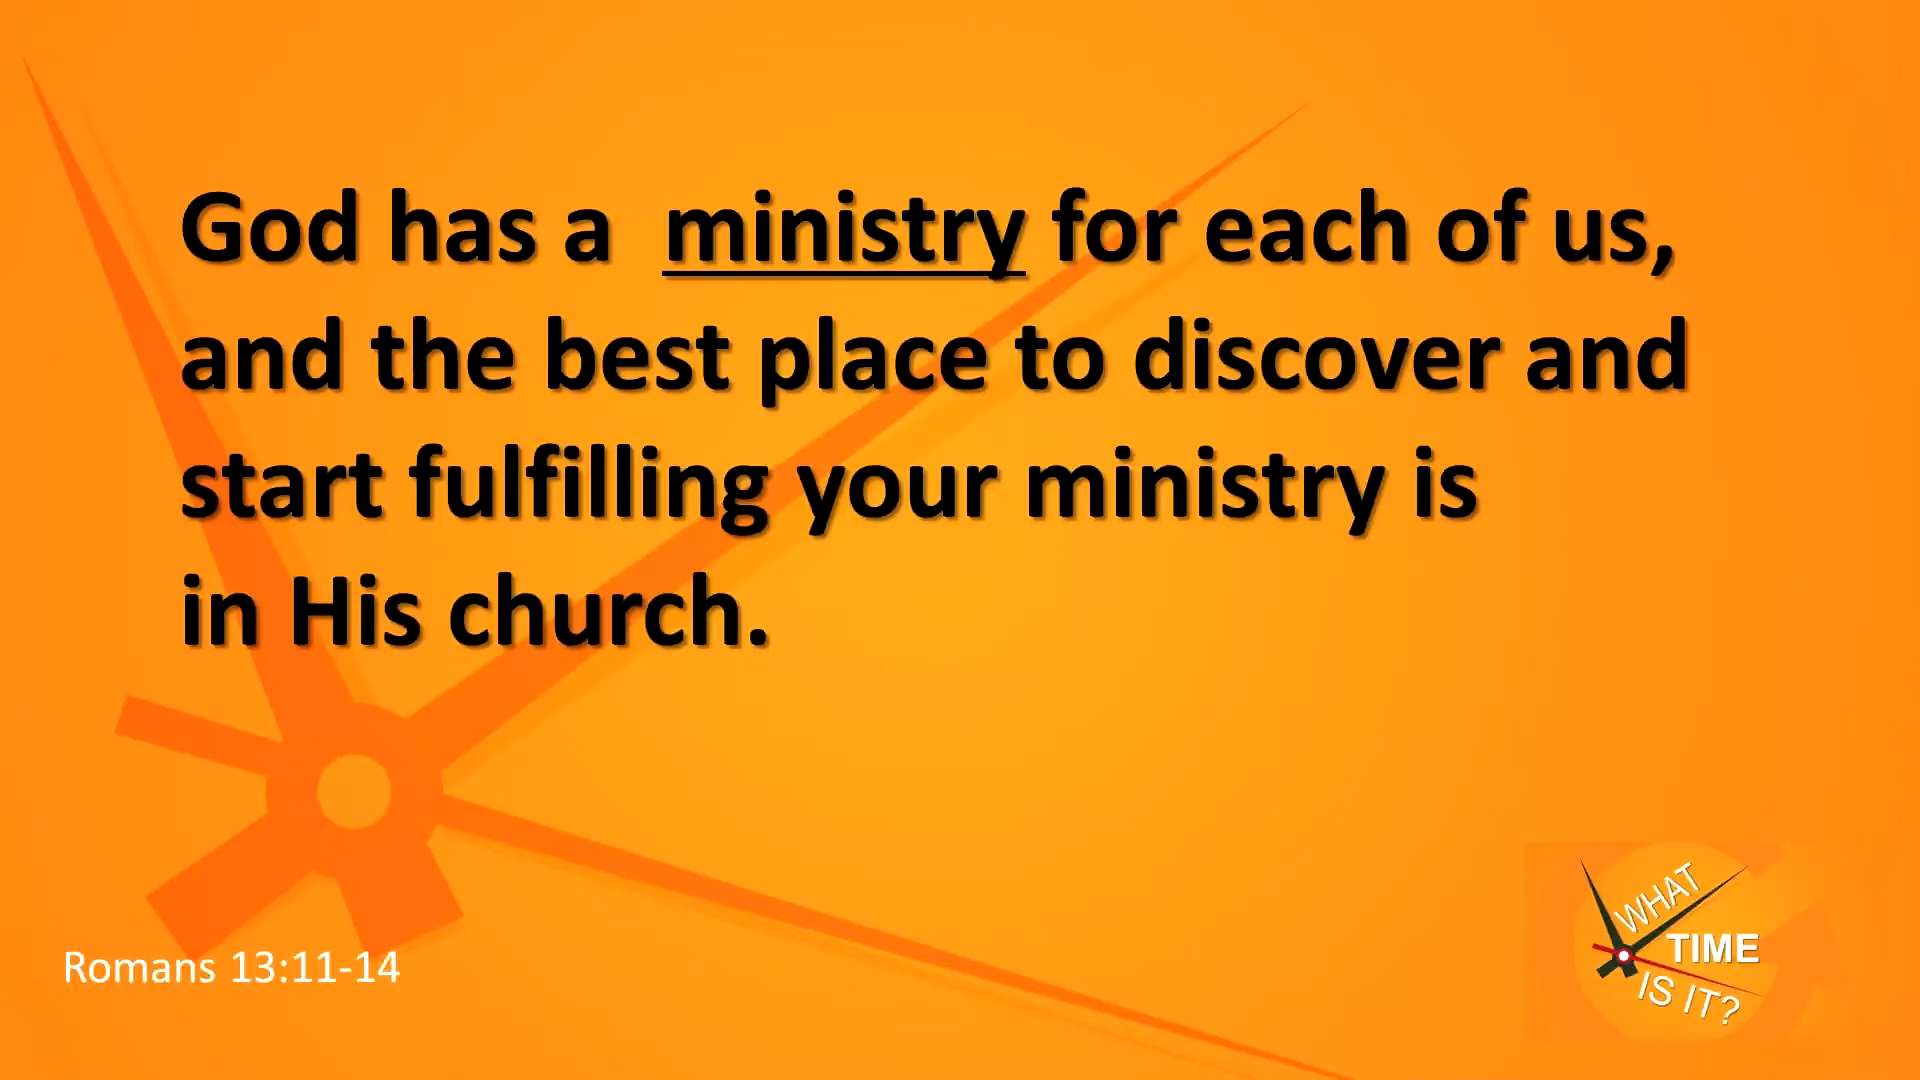 God has a ministry for each of us,
and the best place to discover and
start fulfilling your ministry is
in His church.
Romans 13:11-14
WHAT
TIME
IS IT?